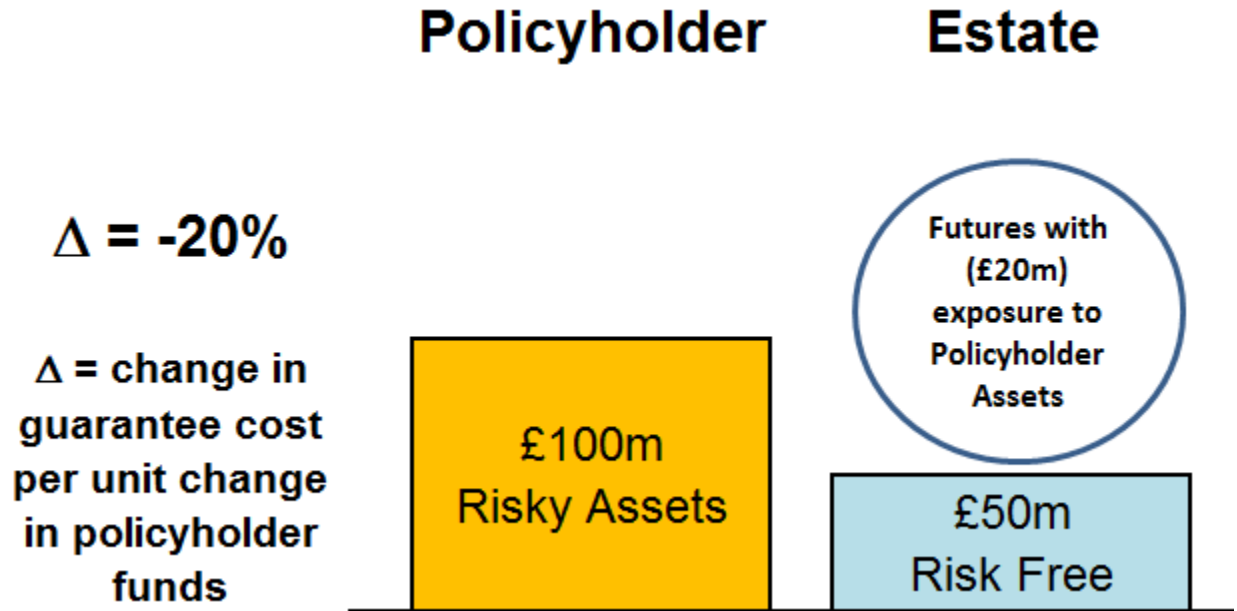 Policyholder Estate
Δ = -20%
Δ = change in
guarantee cost
per unit change
in policyholder
funds
£100m
Risky Assets
Futures with
(£20m)
exposure to
Policyholder
Assets
£50m
Risk Free